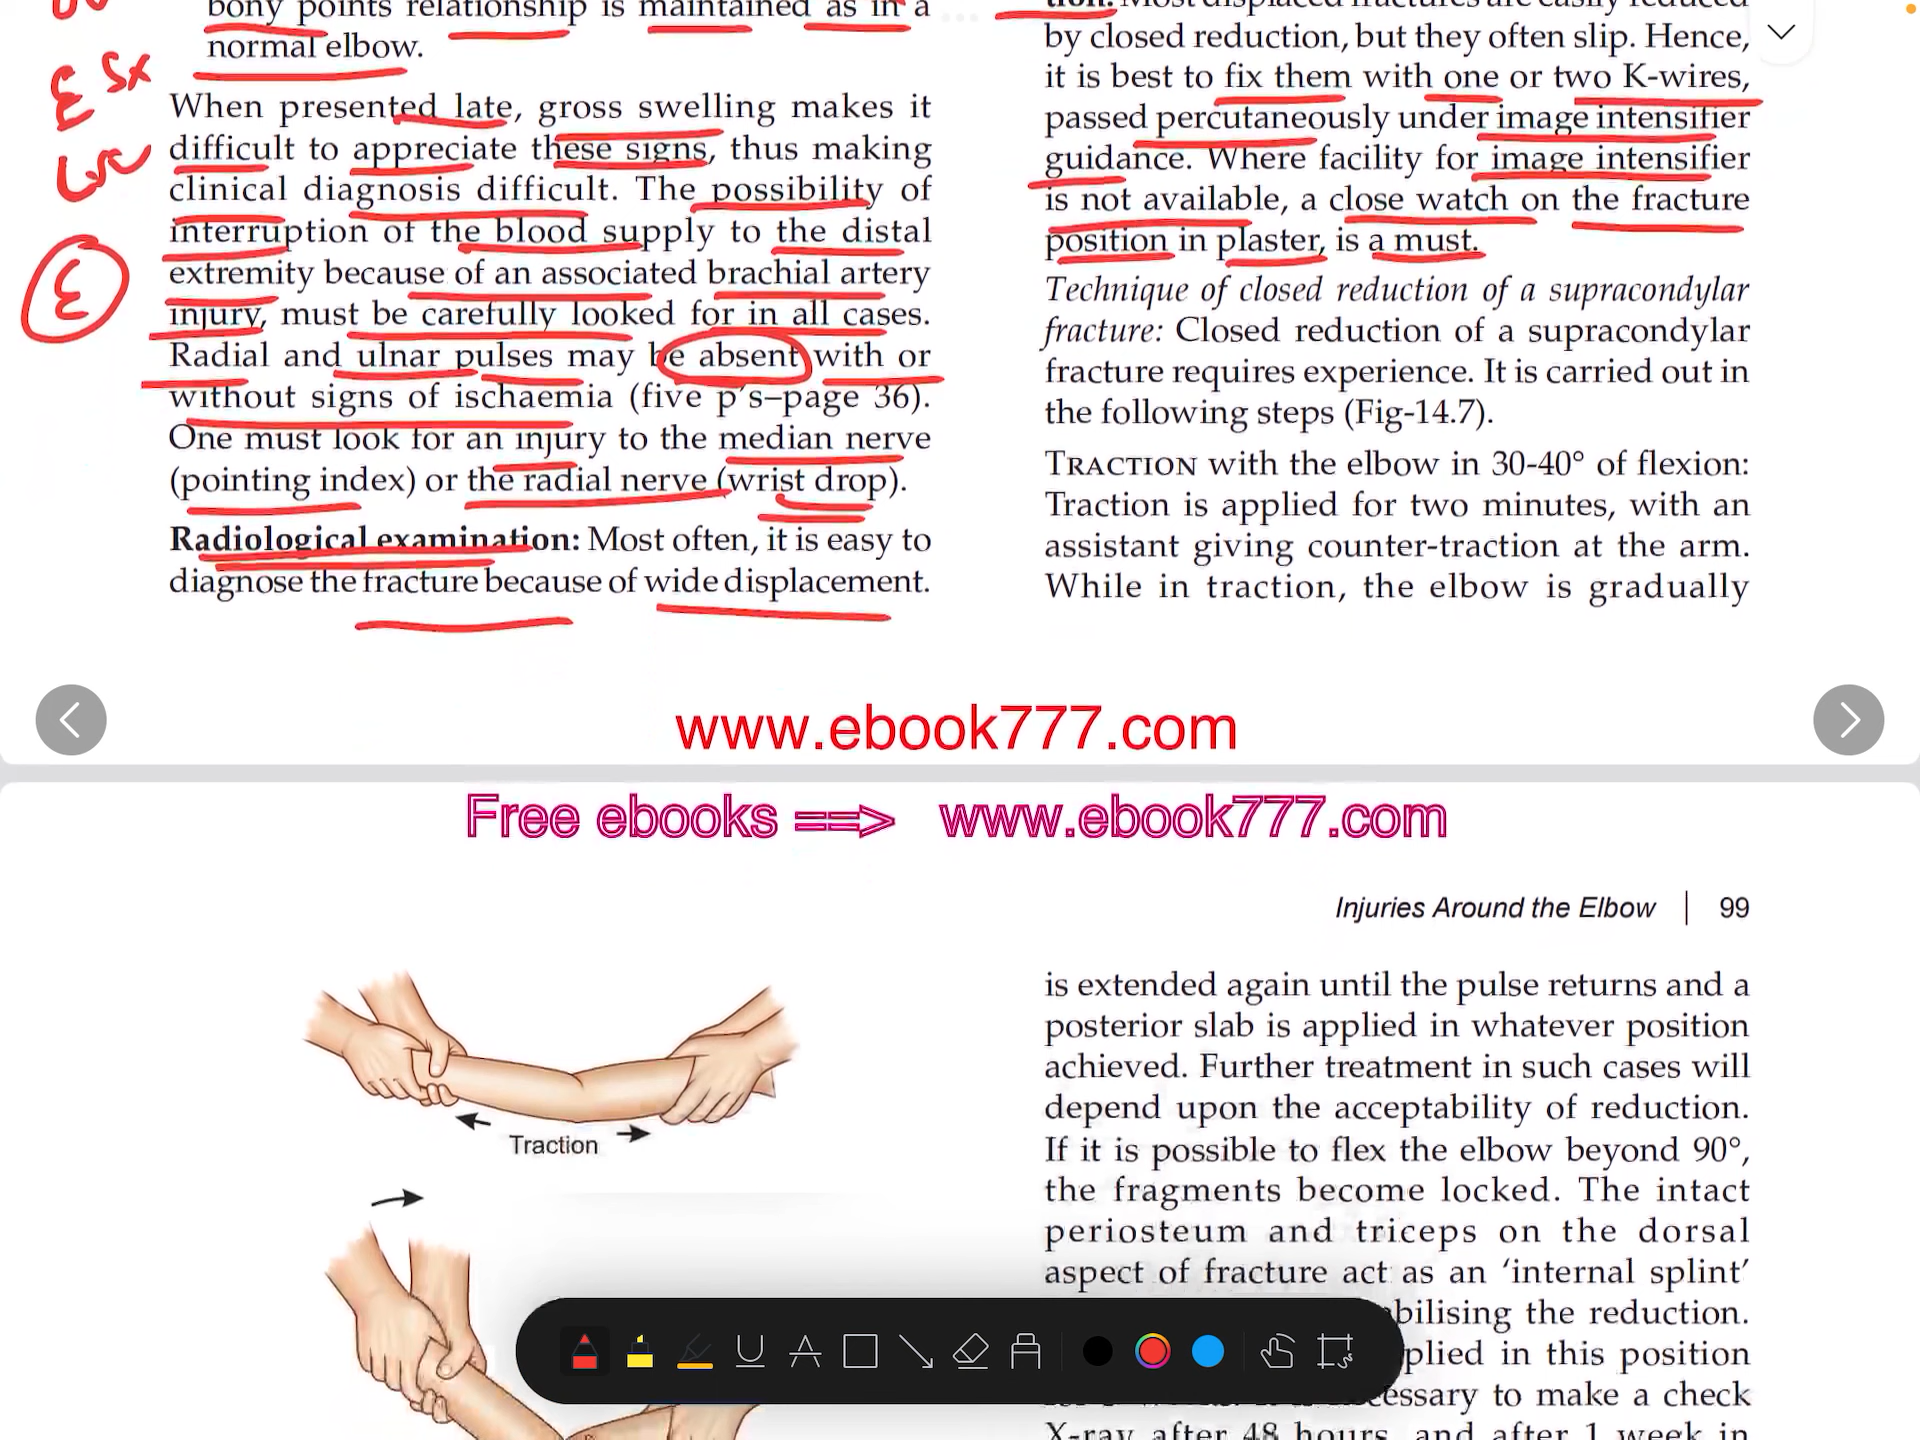 bony points relationship is maintained as in a
normal elbow.
When presented late, gross swelling makes it
difficult to appreciate these signs, thus making
clinical diagnosis difficult. The possibility of
interruption of the blood supply to the distal
extremity because of an associated brachial artery
injury, must be carefully looked for in all cases.
Radial and ulnar pulses may be absent with or
without signs of ischaemia (five p's–page 36).
One must look for an injury to the median nerve
(pointing index) or the radial nerve (wrist drop).
Radiological examination: Most often, it is easy to
diagnose the fracture because of wide displacement.
by closed reduction, but they often slip. Hence,
it is best to fix them with one or two K-wires,
passed percutaneously under image intensifier
guidance. Where facility for image intensifier
is not available, a close watch on the fracture
position in plaster, is a must.
Technique of closed reduction of a supracondylar
fracture: Closed reduction of a supracondylar
fracture requires experience. It is carried out in
the following steps (Fig-14.7).
TRACTION with the elbow in 30-40° of flexion:
Traction is applied for two minutes, with an
assistant giving counter-traction at the arm.
While in traction, the elbow is gradually
www.ebook777.com
Free ebooks ==> www.ebook777.com
Injuries Around the Elbow | 99
Traction
is extended again until the pulse returns and a
posterior slab is applied in whatever position
achieved. Further treatment in such cases will
depend upon the acceptability of reduction.
If it is possible to flex the elbow beyond 90°,
the fragments become locked. The intact
periosteum and triceps on the dorsal
aspect of fracture act as an 'internal splint'
the reduction.
in this position
to make a check
X-ray after 48 hours, and after 1 week in